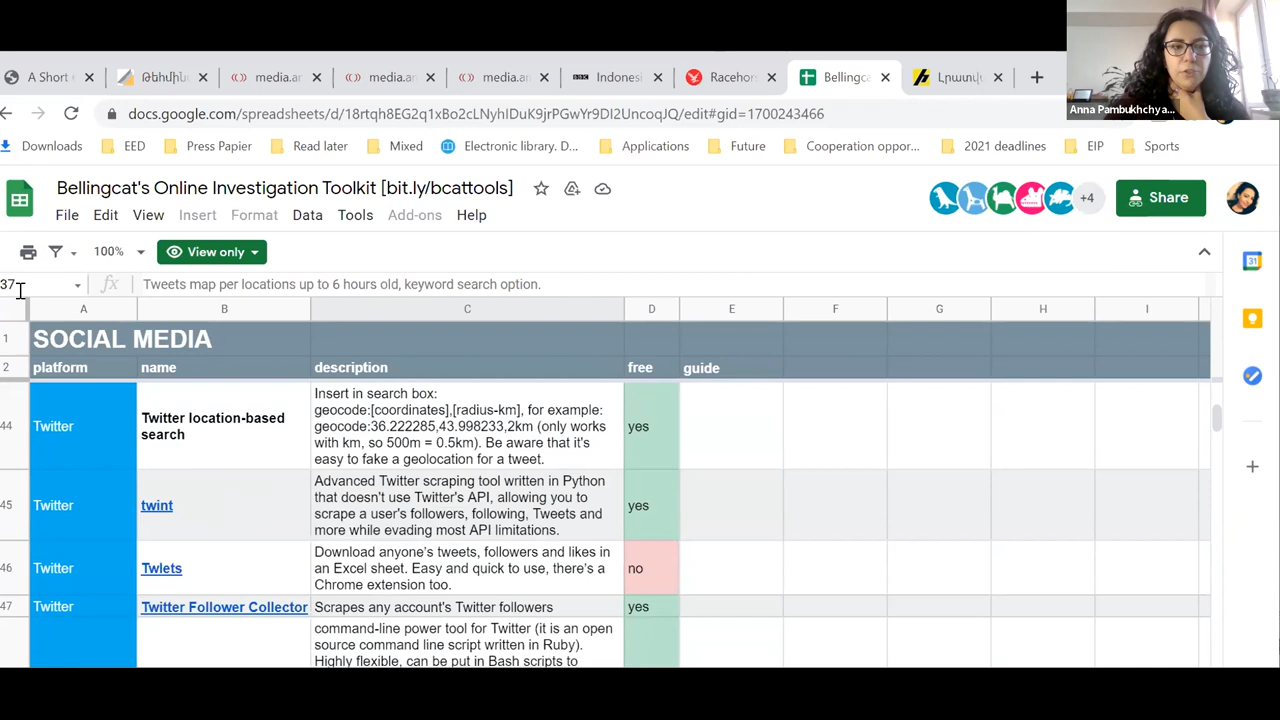 A Short
Թեհմին
media.ar
media.an
media.an
BBC Indonesi
Racehors
Bellingc
Լրատվ
Anna Pambukhchya...
docs.google.com/spreadsheets/d/18rtqh8EG2q1xBo2cLNyhIDuK9jrPGwYr9DI2UncoqJQ/edit#gid=1700243466
Downloads
EED
Press Papier
Read later
Mixed
Electronic library. D...
Applications
Future
Cooperation oppor...
2021 deadlines
EIP
Sports
Bellingcat's Online Investigation Toolkit [bit.ly/bcattools]
+4
Share
File Edit View Insert Format Data Tools Add-ons Help
100%
View only
31
37
fx
Tweets map per locations up to 6 hours old, keyword search option.
A B C D E F G H I
1 SOCIAL MEDIA
2 platform name description free guide
44 Twitter
Twitter location-based
search
Insert in search box:
geocode:[coordinates],[radius-km], for example:
geocode:36.222285,43.998233,2km (only works
with km, so 500m = 0.5km). Be aware that it's
easy to fake a geolocation for a tweet.
yes
45 Twitter
twint
Advanced Twitter scraping tool written in Python
that doesn't use Twitter's API, allowing you to
scrape a user's followers, following, Tweets and
more while evading most API limitations.
yes
46 Twitter
Twlets
Download anyone's tweets, followers and likes in
an Excel sheet. Easy and quick to use, there's a
Chrome extension too.
no
47 Twitter
Twitter Follower Collector
Scrapes any account's Twitter followers
yes
command-line power tool for Twitter (it is an open
source command line script written in Ruby).
Highly flexible, can be put in Bash scripts to